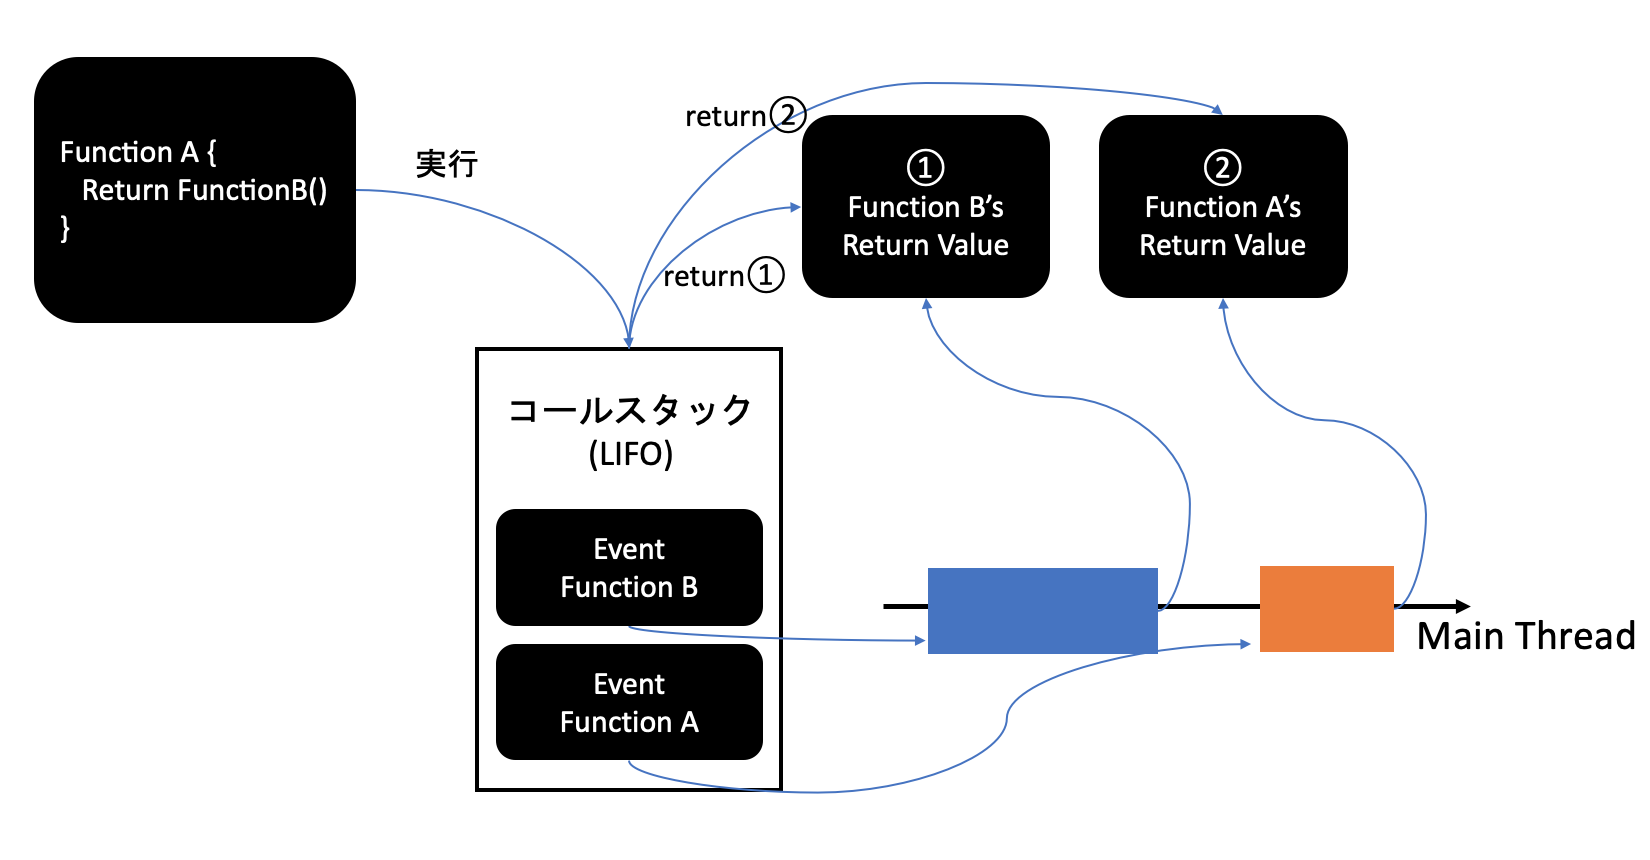 Function A {
Return FunctionB()
}
実行
return②
return①
①
Function B’s
Return Value
②
Function A’s
Return Value
コールスタック
(LIFO)
Event
Function B
Event
Function A
Main Thread